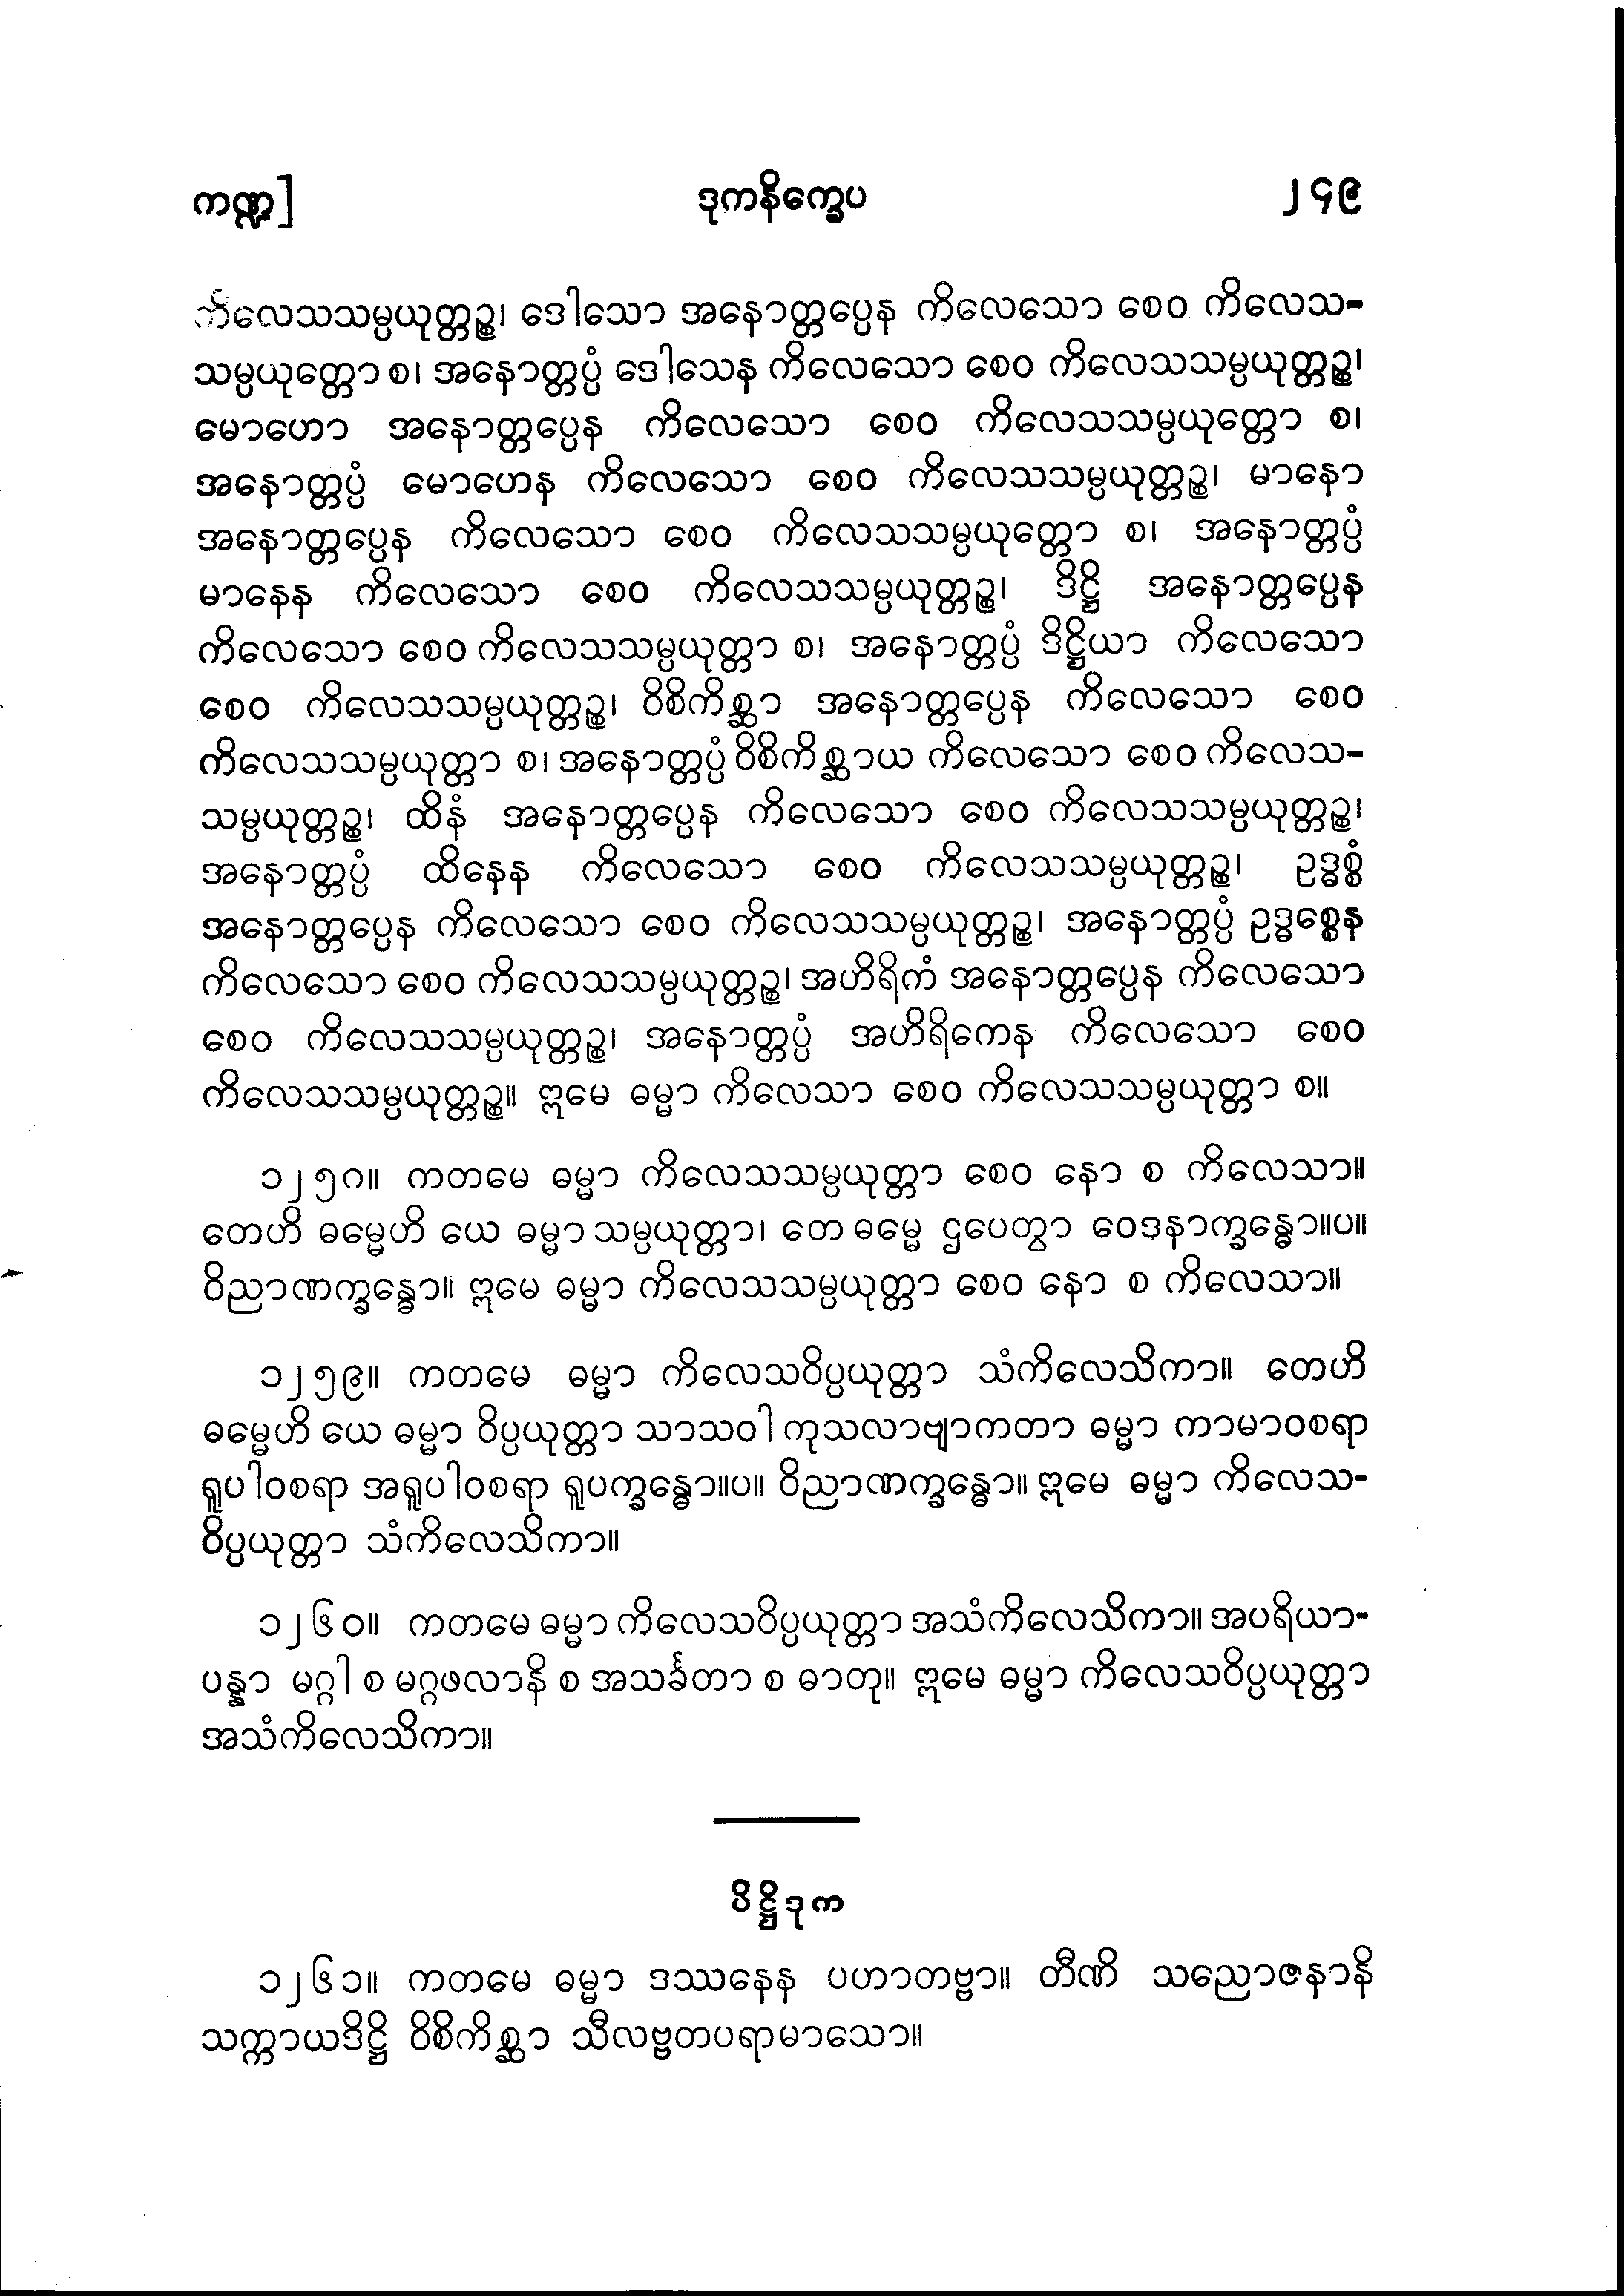 ကဏ္ဍ]
ဒုကနိက္ခေပ
၂၄၉
ကိလေသသမ္ပယုတ္တဉ္စ၊ ဒေါသော အနောတ္တပ္ပေန ကိလေသော စေဝ ကိလေသ-
သမ္ပယုတ္တော စ၊ အနောတ္တပ္ပံ ဒေါသေန ကိလေသော စေဝ ကိလေသသမ္ပယုတ္တဉ္စ၊
မောဟော အနောတ္တပ္ပေန ကိလေသော စေဝ ကိလေသသမ္ပယုတ္တော စ၊
အနောတ္တပ္ပံ မောဟေန ကိလေသော စေဝ ကိလေသသမ္ပယုတ္တဉ္စ၊ မာနော
အနောတ္တပ္ပေန ကိလေသော စေဝ ကိလေသသမ္ပယုတ္တော စ၊ အနောတ္တပ္ပံ
မာနေန ကိလေသော စေဝ ကိလေသသမ္ပယုတ္တဉ္စ၊ ဒိဋ္ဌိ အနောတ္တပ္ပေန
ကိလေသော စေဝ ကိလေသသမ္ပယုတ္တာ စ၊ အနောတ္တပ္ပံ ဒိဋ္ဌိယာ ကိလေသော
စေဝ ကိလေသသမ္ပယုတ္တဉ္စ၊ ဝိစိကိစ္ဆာ အနောတ္တပ္ပေန ကိလေသော စေဝ
ကိလေသသမ္ပယုတ္တာ စ၊ အနောတ္တပ္ပံ ဝိစိကိစ္ဆာယ ကိလေသော စေဝ ကိလေသ-
သမ္ပယုတ္တဉ္စ၊ ထိနံ အနောတ္တပ္ပေန ကိလေသော စေဝ ကိလေသသမ္ပယုတ္တဉ္စ၊
အနောတ္တပ္ပံ ထိနေန ကိလေသော စေဝ ကိလေသသမ္ပယုတ္တဉ္စ၊ ဥဒ္ဓစ္စံ
အနောတ္တပ္ပေန ကိလေသော စေဝ ကိလေသသမ္ပယုတ္တဉ္စ၊ အနောတ္တပ္ပံ ဥဒ္ဓစ္စေန
ကိလေသော စေဝ ကိလေသသမ္ပယုတ္တဉ္စ၊ အဟိရိကံ အနောတ္တပ္ပေန ကိလေသော
စေဝ ကိလေသသမ္ပယုတ္တဉ္စ၊ အနောတ္တပ္ပံ အဟိရိကေန ကိလေသော စေဝ
ကိလေသသမ္ပယုတ္တဉ္စ။ ဣမေ ဓမ္မာ ကိလေသာ စေဝ ကိလေသသမ္ပယုတ္တာ စ။
၁၂၅၈။ ကတမေ ဓမ္မာ ကိလေသသမ္ပယုတ္တာ စေဝ နော စ ကိလေသာ။
တေဟိ ဓမ္မေဟိ ယေ ဓမ္မာ သမ္ပယုတ္တာ၊ တေ ဓမ္မေ ဌပေတွာ ဝေဒနာက္ခန္ဓော။ပ။
ဝိညာဏက္ခန္ဓော။ ဣမေ ဓမ္မာ ကိလေသသမ္ပယုတ္တာ စေဝ နော စ ကိလေသာ။
၁၂၅၉။ ကတမေ ဓမ္မာ ကိလေသဝိပ္ပယုတ္တာ သံကိလေသိကာ။ တေဟိ
ဓမ္မေဟိ ယေ ဓမ္မာ ဝိပ္ပယုတ္တာ သာသဝါ ကုသလာဗျာကတာ ဓမ္မာ ကာမာဝစရာ
ရူပါဝစရာ အရူပါဝစရာ ရူပက္ခန္ဓော။ပ။ ဝိညာဏက္ခန္ဓော။ ဣမေ ဓမ္မာ ကိလေသ-
ဝိပ္ပယုတ္တာ သံကိလေသိကာ။
၁၂၆၀။ ကတမေ ဓမ္မာ ကိလေသဝိပ္ပယုတ္တာ အသံကိလေသိကာ။ အပရိယာ-
ပန္နာ မဂ္ဂါ စ မဂ္ဂဖလာနိ စ အသင်္ခတာ စ ဓာတု။ ဣမေ ဓမ္မာ ကိလေသဝိပ္ပယုတ္တာ
အသံကိလေသိကာ။
ပိဋ္ဌိဒုက
၁၂၆၁။ ကတမေ ဓမ္မာ ဒဿနေန ပဟာတဗ္ဗာ။ တီဏိ သညောဇနာနိ
သက္ကာယဒိဋ္ဌိ ဝိစိကိစ္ဆာ သီလဗ္ဗတပရာမာသော။